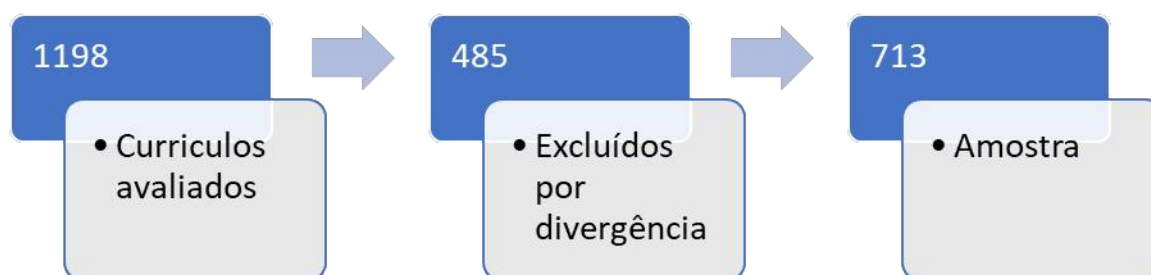 1198
• Curriculos
avaliados
485
• Excluídos
por
divergência
713
• Amostra